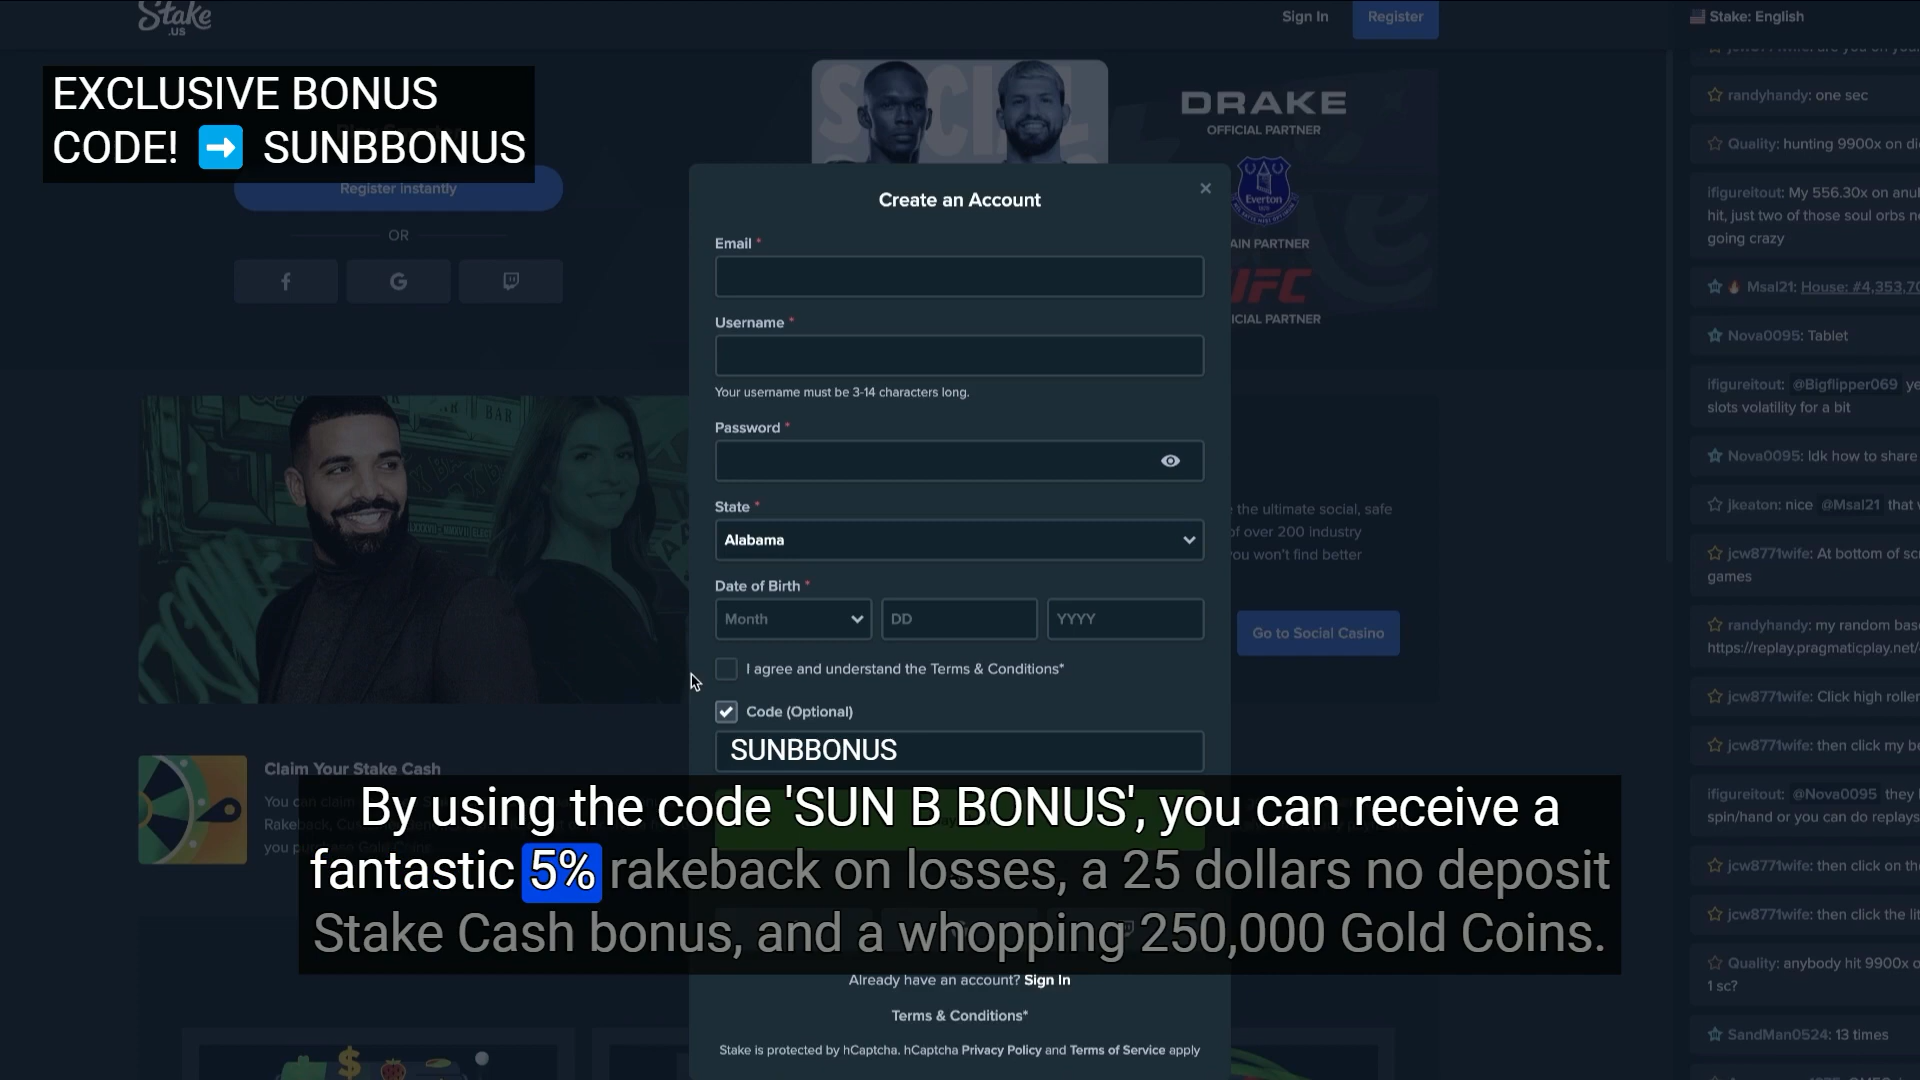 Stake
.US
Sign In
Register
Stake: English
EXCLUSIVE BONUS
CODE! ➡ SUNBBONUS
Register instantly
OR
SOCIAL
DRAKE
OFFICIAL PARTNER
Everton
AIN PARTNER
UFC
ICIAL PARTNER
Create an Account
Email *
Username *
Your username must be 3-14 characters long.
Password *
State *
Alabama
Date of Birth *
Month
DD
YYYY
I agree and understand the Terms & Conditions*
Code (Optional)
SUNBBONUS
BAR
the ultimate social, safe
of over 200 industry
you won't find better
Go to Social Casino
Claim Your Stake Cash
By using the code 'SUN B BONUS', you can receive a
fantastic 5% rakeback on losses, a 25 dollars no deposit
Stake Cash bonus, and a whopping 250,000 Gold Coins.
Already have an account? Sign In
Terms & Conditions*
Stake is protected by hCaptcha. hCaptcha Privacy Policy and Terms of Service apply
randyhandy: one sec
Quality: hunting 9900x on
ifigureitout: My 556.30x on
hit, just two of those soul orbs
going crazy
Msal21: House: #4,353,70
Nova0095: Tablet
ifigureitout: @Bigflipper069
slots volatility for a bit
Nova0095: Idk how to share
jkeaton: nice @Msal21 that
jcw8771wife: At bottom of
games
randyhandy: my random
https://replay.pragmaticplay.net/
jcw8771wife: Click high roller
jcw8771wife: then click my
ifigureitout: @Nova0095 they
spin/hand or you can do replays
jcw8771wife: then click on the
jcw8771wife: then click the
Quality: anybody hit 9900x
1 sc?
SandMan0524: 13 times